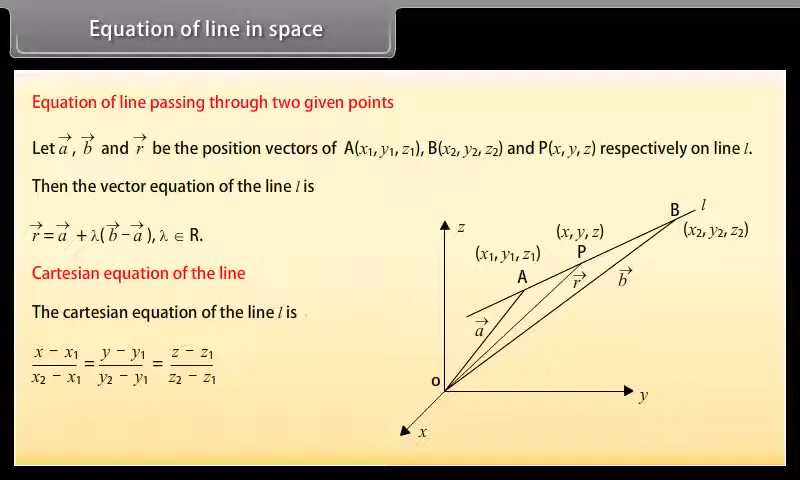 Equation of line in space
Equation of line passing through two given points
Let a⃗ , b⃗ and r⃗ be the position vectors of A(x₁, y₁, z₁), B(x₂, y₂, z₂) and P(x, y, z) respectively on line l.
Then the vector equation of the line l is
r⃗ = a⃗ + λ(b⃗ – a⃗ ), λ ∈ R.
Cartesian equation of the line
The cartesian equation of the line l is
x − x₁ / x₂ − x₁ = y − y₁ / y₂ − y₁ = z − z₁ / z₂ − z₁
z
(x₁, y₁, z₁)
A
(x, y, z)
P
B
l
(x₂, y₂, z₂)
a⃗
r⃗
b⃗
O
y
x